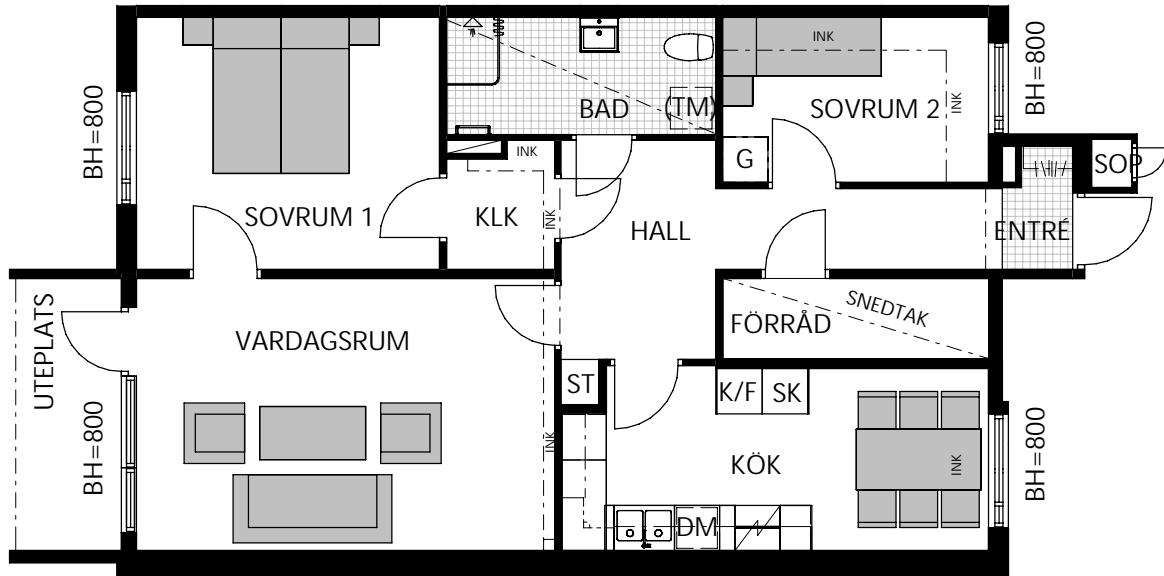 INK
BH=800
BH=800
BAD
(TM)
SOVRUM 2
INK
G
SOP
INK
SOVRUM 1
KLK
INK
HALL
ENTRÉ
UTEPLATS
VARDAGSRUM
FÖRRÅD
SNEDTAK
ST
K/F
SK
BH=800
INK
KÖK
INK
BH=800
DM